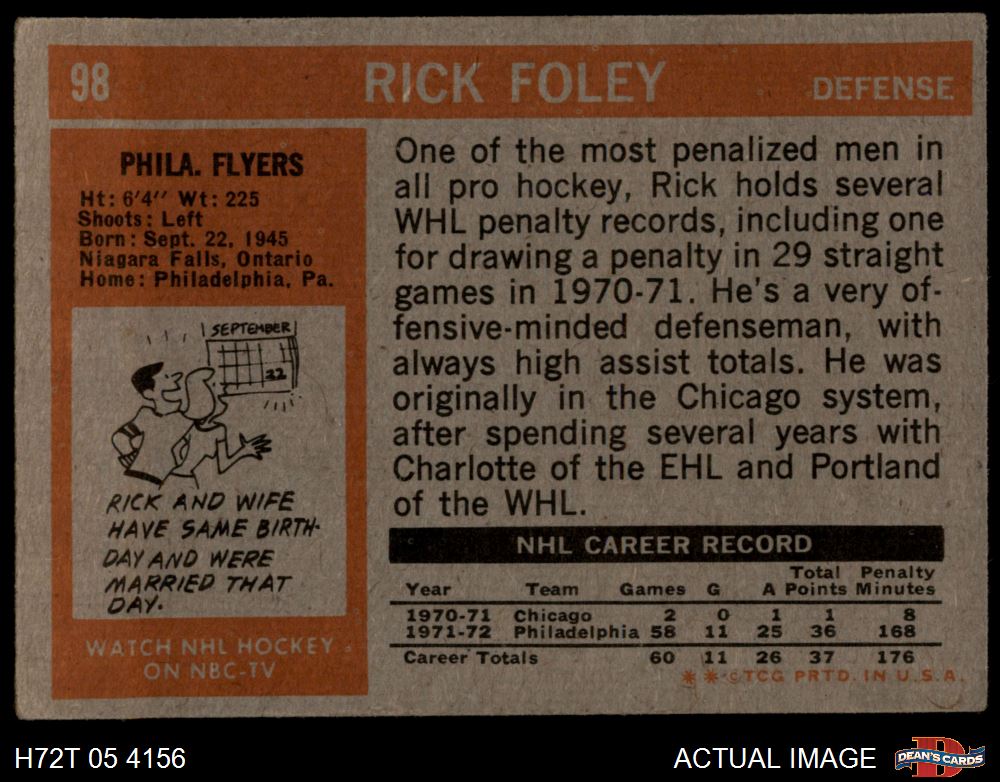 98 RICK FOLEY DEFENSE
PHILA. FLYERS
Ht: 6'4" Wt: 225
Shoots: Left
Born: Sept. 22, 1945
Niagara Falls, Ontario
Home: Philadelphia, Pa.
SEPTEMBER
22
RICK AND WIFE
HAVE SAME BIRTH-
DAY AND WERE
MARRIED THAT
DAY.
WATCH NHL HOCKEY
ON NBC-TV
One of the most penalized men in
all pro hockey, Rick holds several
WHL penalty records, including one
for drawing a penalty in 29 straight
games in 1970-71. He's a very of-
fensive-minded defenseman, with
always high assist totals. He was
originally in the Chicago system,
after spending several years with
Charlotte of the EHL and Portland
of the WHL.
NHL CAREER RECORD
Year Team Games G A Total Points Penalty Minutes
1970-71 Chicago 2 0 1 1 8
1971-72 Philadelphia 58 11 25 36 168
Career Totals 60 11 26 37 176
* * ©TCG PRTD. IN U.S.A.
H72T 05 4156
ACTUAL IMAGE
D
DEAN'S CARDS